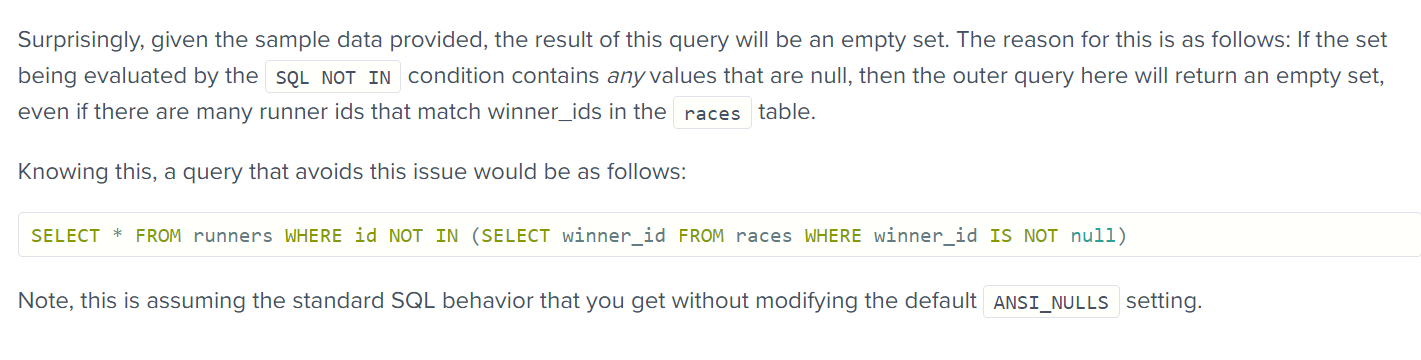 Surprisingly, given the sample data provided, the result of this query will be an empty set. The reason for this is as follows: If the set
being evaluated by the SQL NOT IN condition contains any values that are null, then the outer query here will return an empty set,
even if there are many runner ids that match winner_ids in the races table.
Knowing this, a query that avoids this issue would be as follows:
SELECT * FROM runners WHERE id NOT IN (SELECT winner_id FROM races WHERE winner_id IS NOT null)
Note, this is assuming the standard SQL behavior that you get without modifying the default ANSI_NULLS setting.